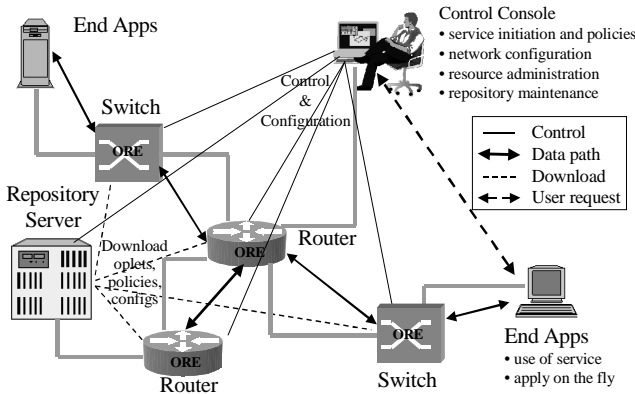 End Apps
Control Console
• service initiation and policies
• network configuration
• resource administration
• repository maintenance
Switch
Control
&
Configuration
ORE
Control
Data path
Download
User request
Repository
Server
Download
oplets,
policies,
configs
Router
ORE
ORE
Router
ORE
Switch
End Apps
• use of service
• apply on the fly